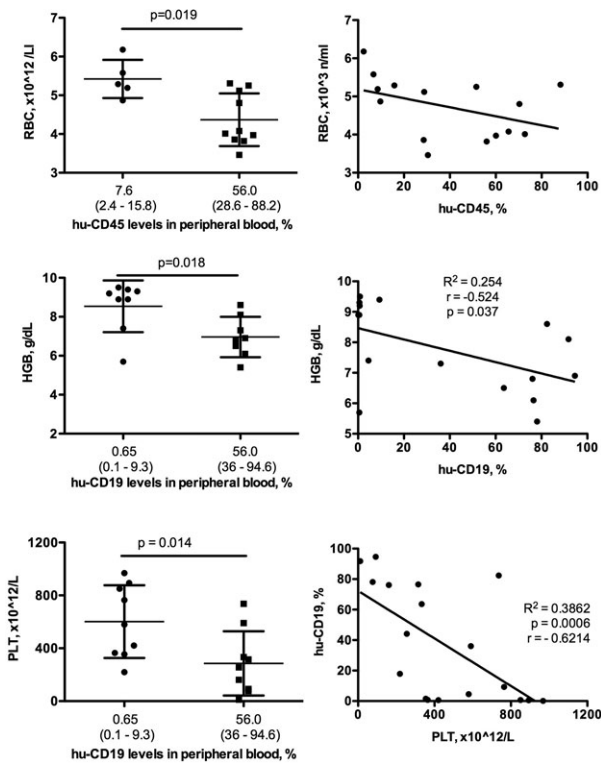 p=0.019
7
6
5
4
3
RBC, x10^12 /LI
7.6
(2.4 - 15.8)
56.0
(28.6 - 88.2)
hu-CD45 levels in peripheral blood, %
7
6
5
4
3
RBC, x10^3 n/ml
0 20 40 60 80 100
hu-CD45, %
p=0.018
10
8
6
4
2
HGB, g/dL
0.65
(0.1 - 9.3)
56.0
(36 - 94.6)
hu-CD19 levels in peripheral blood, %
10
9
8
7
6
5
HGB, g/dL
R² = 0.254
r = -0.524
p 0.037
0 20 40 60 80 100
hu-CD19, %
p = 0.014
1200
800
400
0
PLT, x10^12/L
0.65
(0.1 - 9.3)
56.0
(36 - 94.6)
hu-CD19 levels in peripheral blood, %
100
80
60
40
20
0
hu-CD19, %
R² = 0.3862
p = 0.0006
r = - 0.6214
0 400 800 1200
PLT, x10^12/L